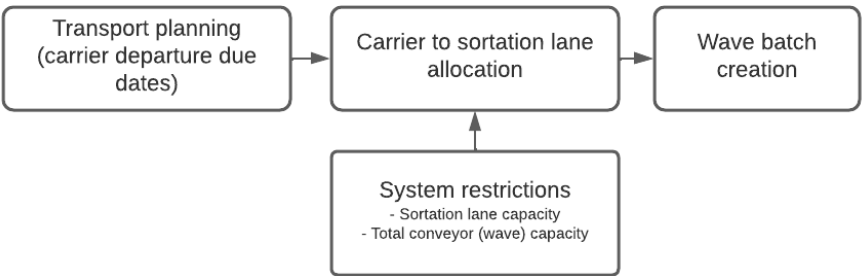 Transport planning
(carrier departure due
dates)
Carrier to sortation lane
allocation
Wave batch
creation
System restrictions
- Sortation lane capacity
- Total conveyor (wave) capacity